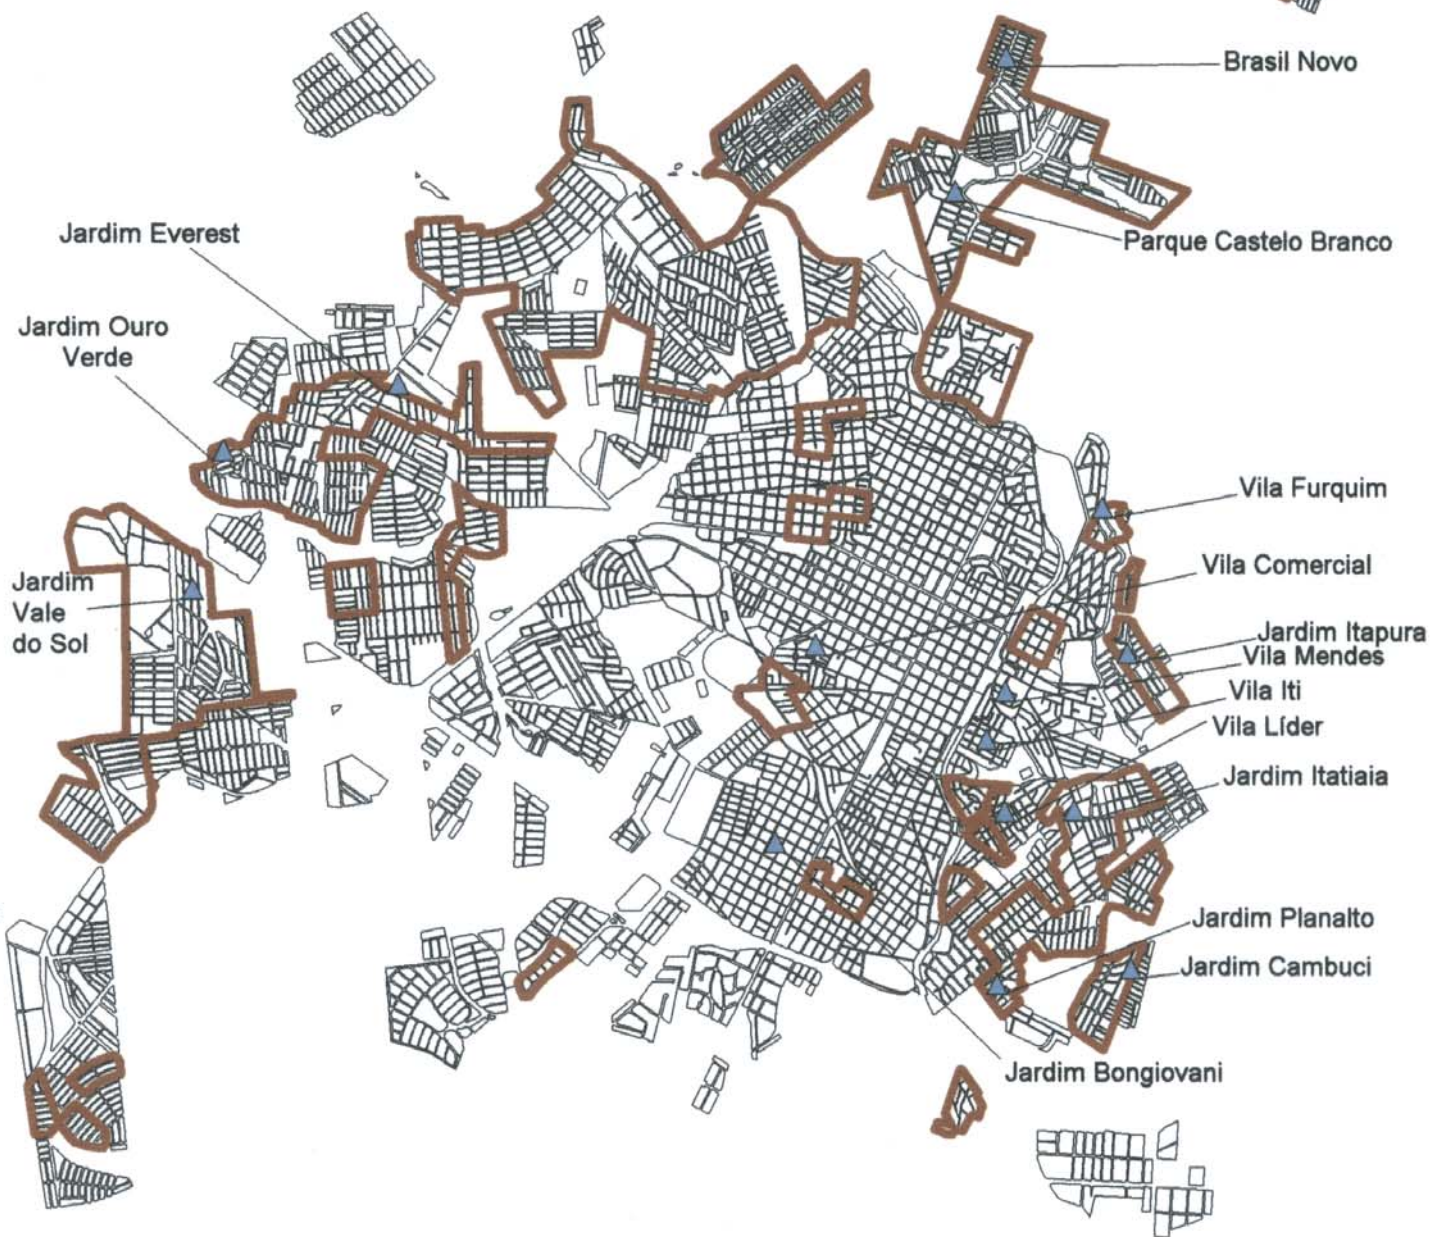 Brasil Novo
Jardim Everest
Parque Castelo Branco
Jardim Ouro
Verde
Vila Furquim
Vila Comercial
Jardim
Vale
do Sol
Jardim Itapura
Vila Mendes
Vila Iti
Vila Líder
Jardim Itatiaia
Jardim Planalto
Jardim Cambuci
Jardim Bongiovani